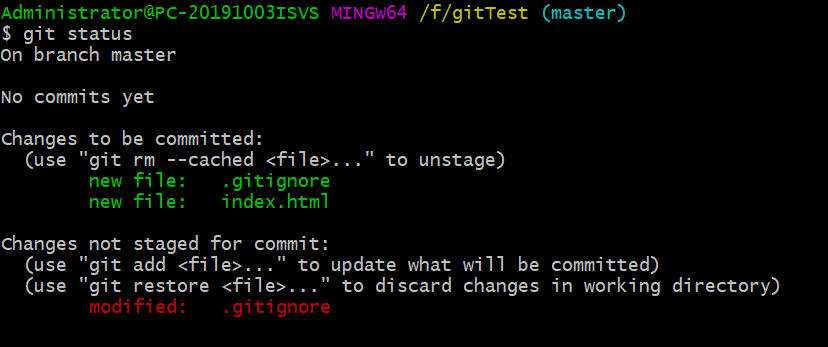 Administrator@PC-20191003ISVS MINGW64 /f/gitTest (master)
$ git status
On branch master
No commits yet
Changes to be committed:
(use "git rm --cached <file>..." to unstage)
new file: .gitignore
new file: index.html
Changes not staged for commit:
(use "git add <file>..." to update what will be committed)
(use "git restore <file>..." to discard changes in working directory)
modified: .gitignore